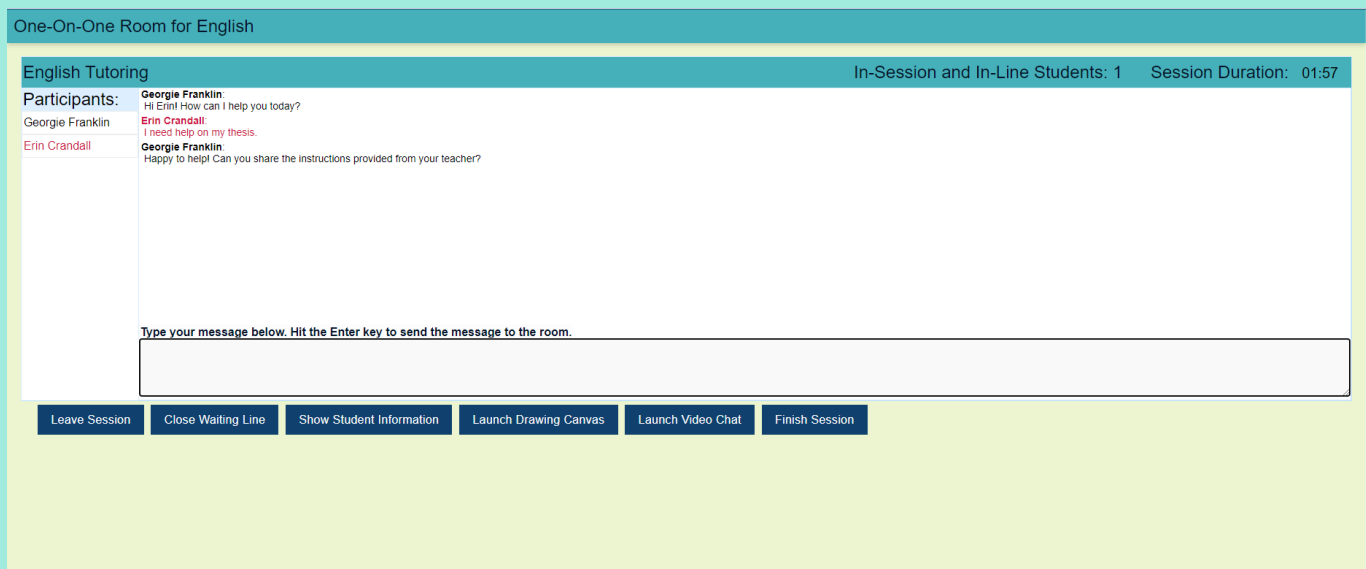 One-On-One Room for English
English Tutoring
In-Session and In-Line Students: 1
Session Duration: 01:57
Participants:
Georgie Franklin
Erin Crandall
Georgie Franklin:
Hi Erin! How can I help you today?
Erin Crandall:
I need help on my thesis.
Georgie Franklin:
Happy to help! Can you share the instructions provided from your teacher?
Type your message below. Hit the Enter key to send the message to the room.
Leave Session
Close Waiting Line
Show Student Information
Launch Drawing Canvas
Launch Video Chat
Finish Session